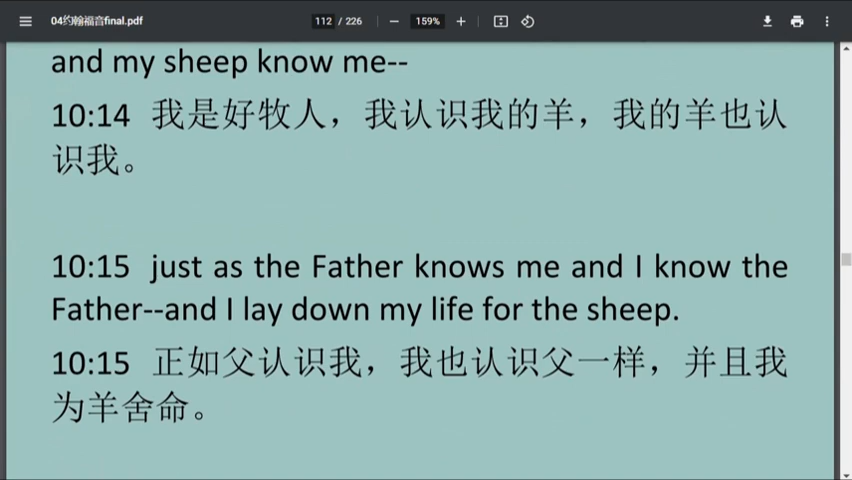 04约翰福音final.pdf
112 / 226
159%
and my sheep know me--
10:14 我是好牧人，我认识我的羊，我的羊也认
识我。
10:15 just as the Father knows me and I know the
Father--and I lay down my life for the sheep.
10:15 正如父认识我，我也认识父一样，并且我
为羊舍命。